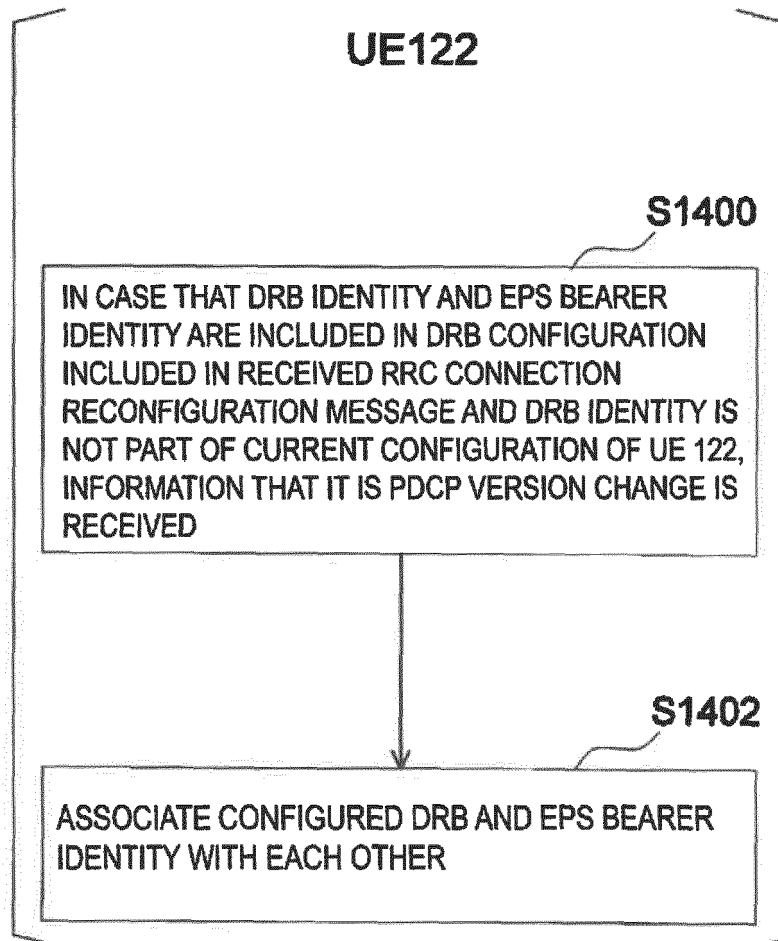 UE122
S1400
IN CASE THAT DRB IDENTITY AND EPS BEARER
IDENTITY ARE INCLUDED IN DRB CONFIGURATION
INCLUDED IN RECEIVED RRC CONNECTION
RECONFIGURATION MESSAGE AND DRB IDENTITY IS
NOT PART OF CURRENT CONFIGURATION OF UE 122,
INFORMATION THAT IT IS PDCP VERSION CHANGE IS
RECEIVED
S1402
ASSOCIATE CONFIGURED DRB AND EPS BEARER
IDENTITY WITH EACH OTHER